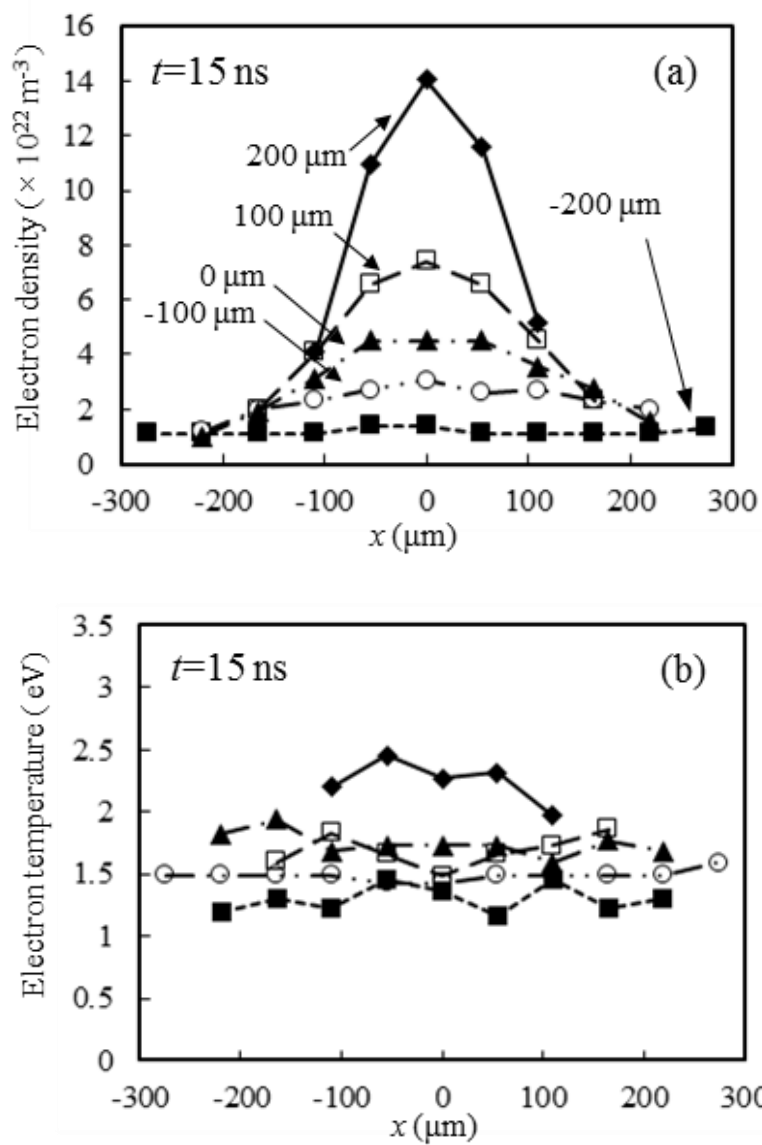 16
14
12
10
8
6
4
2
0
Electron density ( × 10²² m⁻³)
t=15 ns
(a)
200 µm
100 µm
0 µm
-100 µm
-200 µm
-300 -200 -100 0 100 200 300
x (µm)
3.5
3
2.5
2
1.5
1
0.5
0
Electron temperature ( eV)
t=15 ns
(b)
-300 -200 -100 0 100 200 300
x (µm)